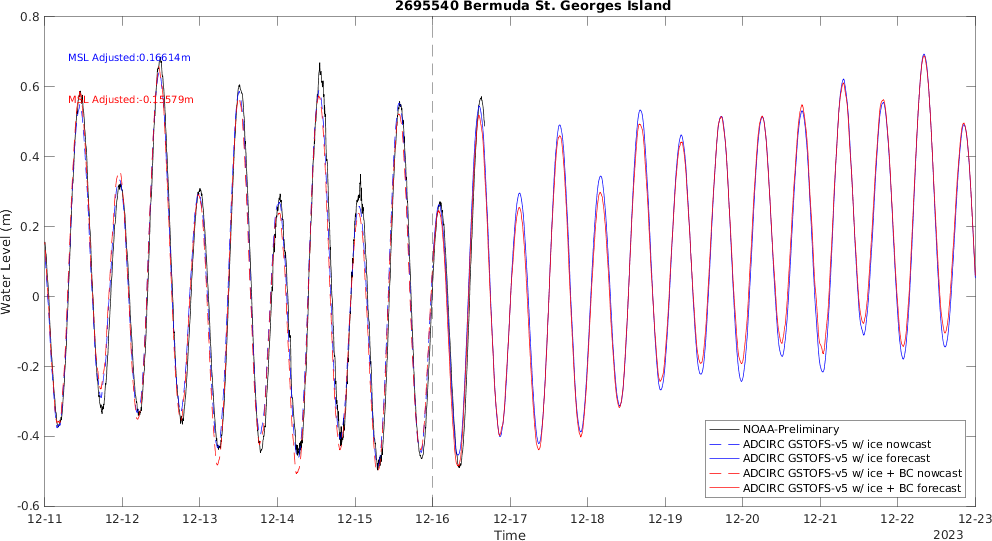 2695540 Bermuda St. Georges Island
0.8
MSL Adjusted:0.16614m
0.6
MSL Adjusted:-0.15579m
0.4
0.2
Water Level (m)
0
-0.2
-0.4
NOAA-Preliminary
ADCIRC GSTOFS-v5 w/ ice nowcast
ADCIRC GSTOFS-v5 w/ ice forecast
ADCIRC GSTOFS-v5 w/ ice + BC nowcast
ADCIRC GSTOFS-v5 w/ ice + BC forecast
-0.6
12-11 12-12 12-13 12-14 12-15 12-16 12-17 12-18 12-19 12-20 12-21 12-22 12-23
Time
2023